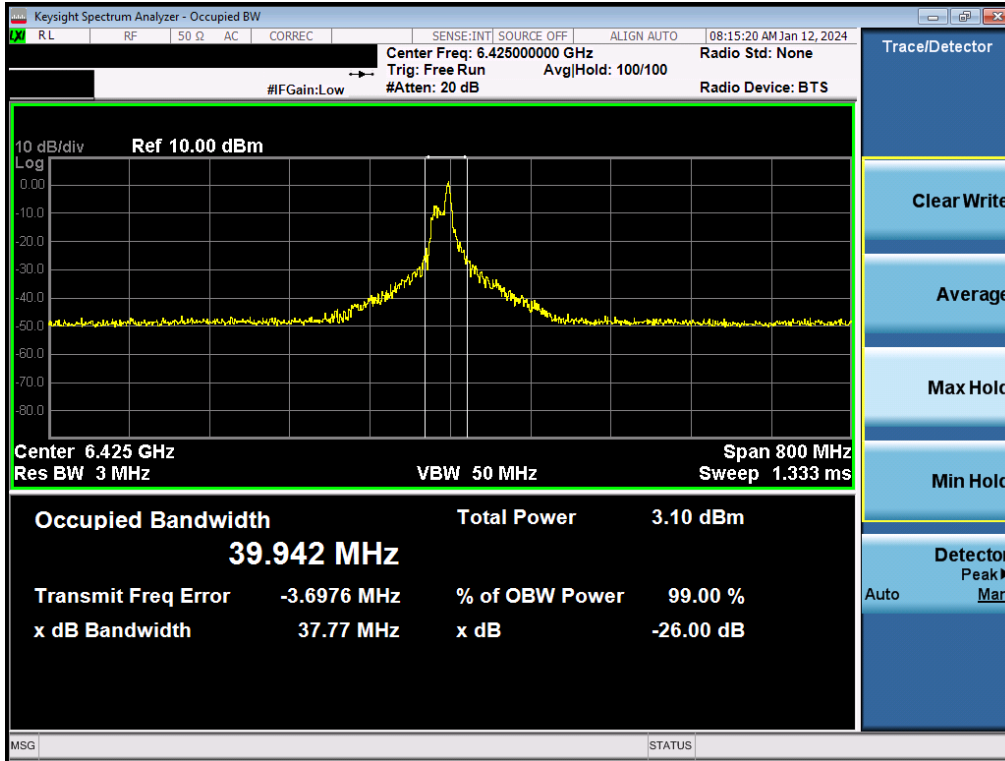 Keysight Spectrum Analyzer - Occupied BW
LXI RL RF 50 Ω AC CORREC SENSE:INT SOURCE OFF ALIGN AUTO 08:15:20 AM Jan 12, 2024
Center Freq: 6.425000000 GHz Radio Std: None
Trig: Free Run Avg|Hold: 100/100
#IFGain:Low #Atten: 20 dB Radio Device: BTS
10 dB/div Ref 10.00 dBm
Log
0.00
-10.0
-20.0
-30.0
-40.0
-50.0
-60.0
-70.0
-80.0
Center 6.425 GHz Span 800 MHz
Res BW 3 MHz VBW 50 MHz Sweep 1.333 ms
Occupied Bandwidth Total Power 3.10 dBm
39.942 MHz
Transmit Freq Error -3.6976 MHz % of OBW Power 99.00 %
x dB Bandwidth 37.77 MHz x dB -26.00 dB
MSG STATUS
Trace/Detector
Clear Write
Average
Max Hold
Min Hold
Detector
Peak
Auto Man